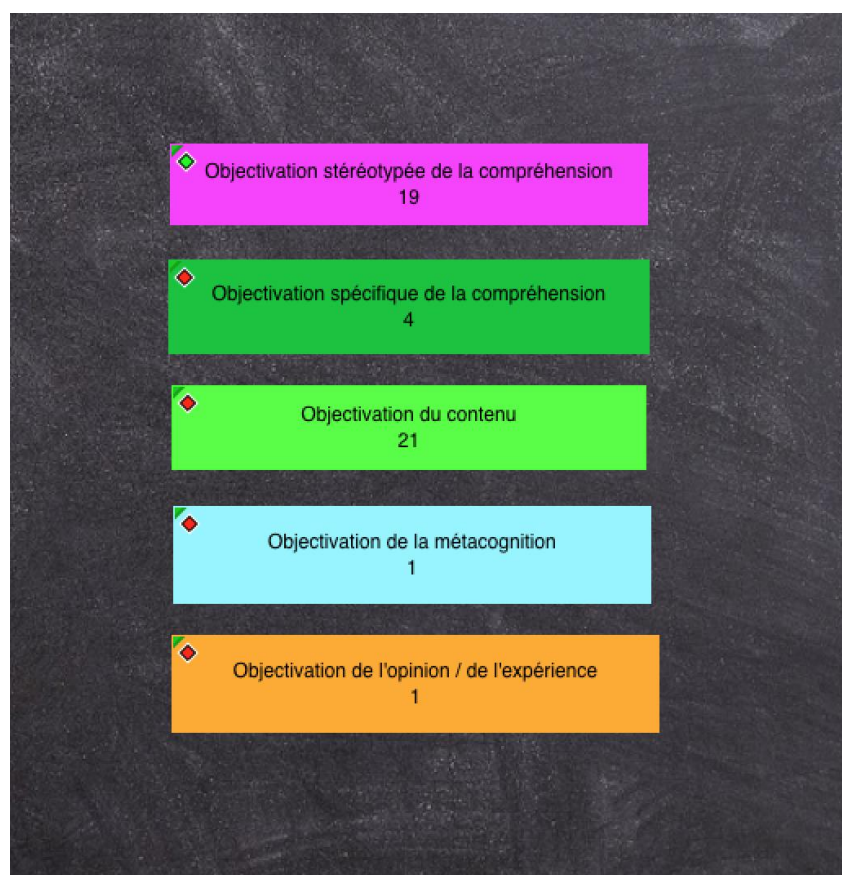 Objectivation stéréotypée de la compréhension
19
Objectivation spécifique de la compréhension
4
Objectivation du contenu
21
Objectivation de la métacognition
1
Objectivation de l'opinion / de l'expérience
1